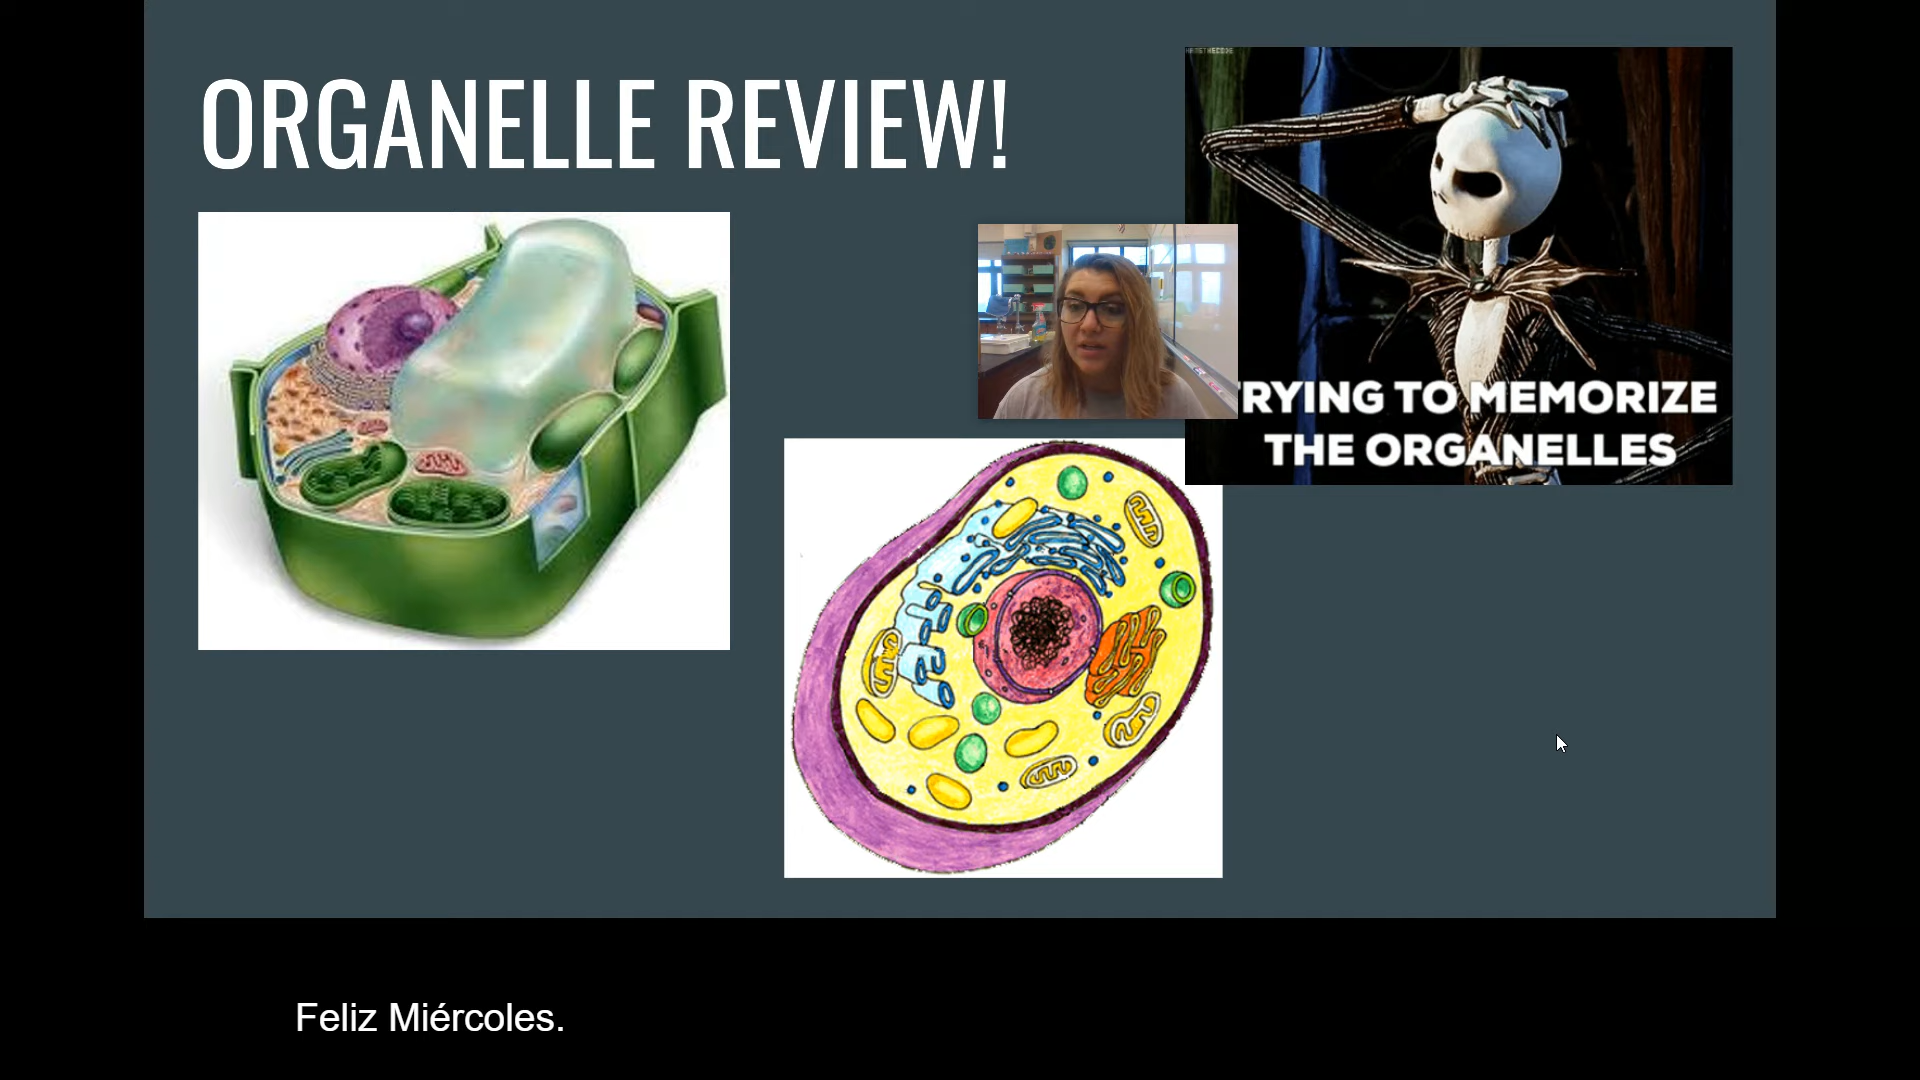 ORGANELLE REVIEW!
RYING TO MEMORIZE
THE ORGANELLES
Feliz Miércoles.